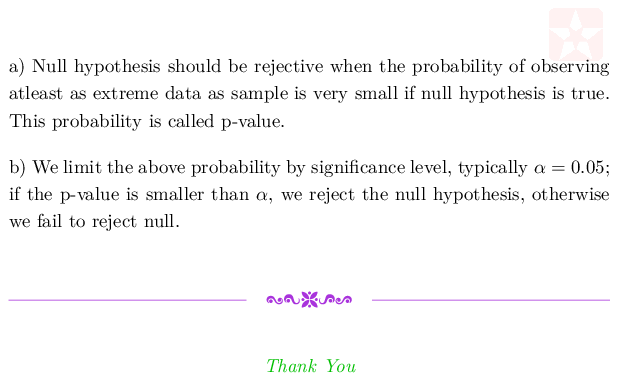 a) Null hypothesis should be rejective when the probability of observing
atleast as extreme data as sample is very small if null hypothesis is true.
This probability is called p-value.
b) We limit the above probability by significance level, typically α = 0.05;
if the p-value is smaller than α, we reject the null hypothesis, otherwise
we fail to reject null.
Thank You